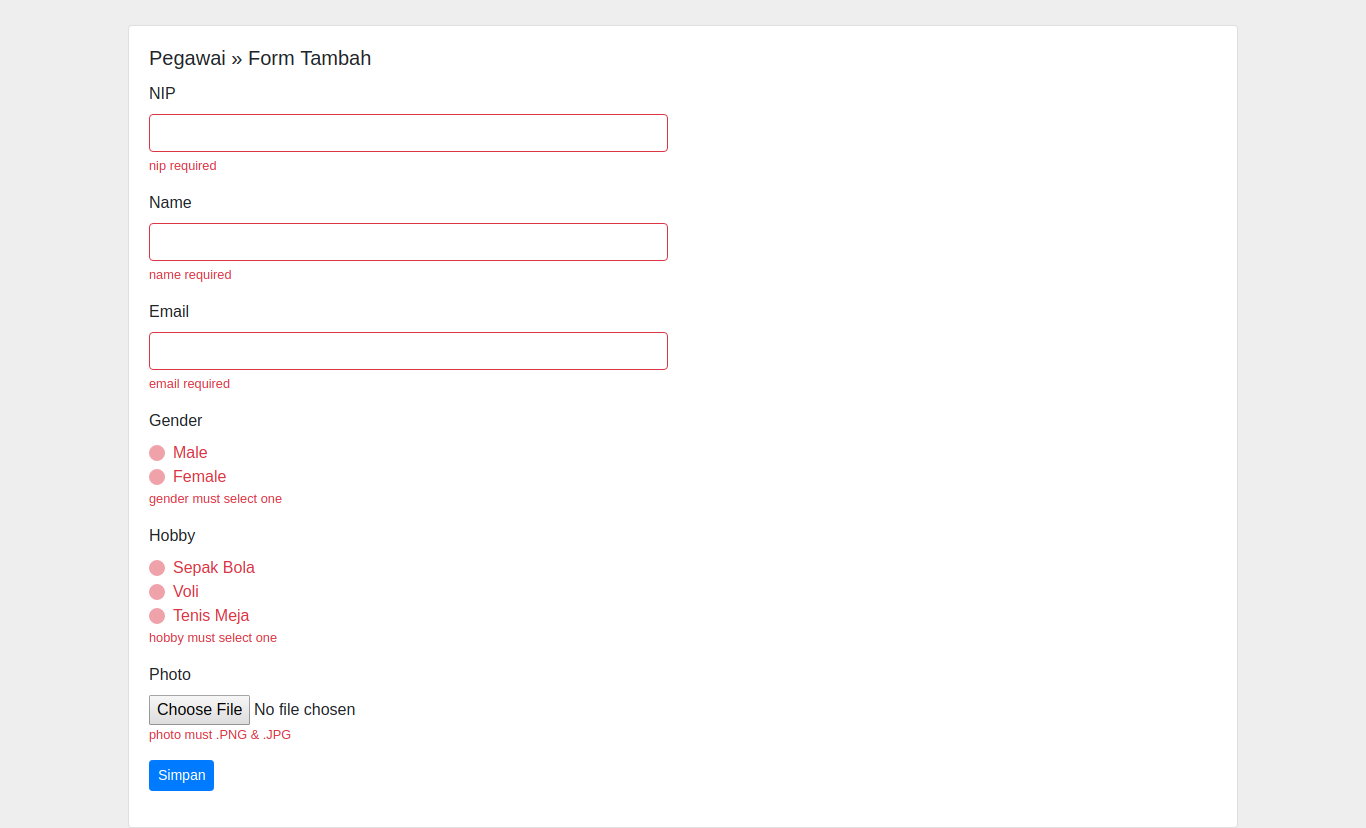 Pegawai » Form Tambah
NIP
nip required
Name
name required
Email
email required
Gender
Male
Female
gender must select one
Hobby
Sepak Bola
Voli
Tenis Meja
hobby must select one
Photo
Choose File No file chosen
photo must .PNG & .JPG
Simpan